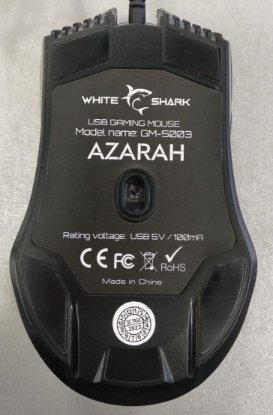 WHITE SHARK
USB GAMING MOUSE
Model name: GM-5003
AZARAH
Rating voltage: USB 5V / 100mA
CE FC RoHS
Made in China